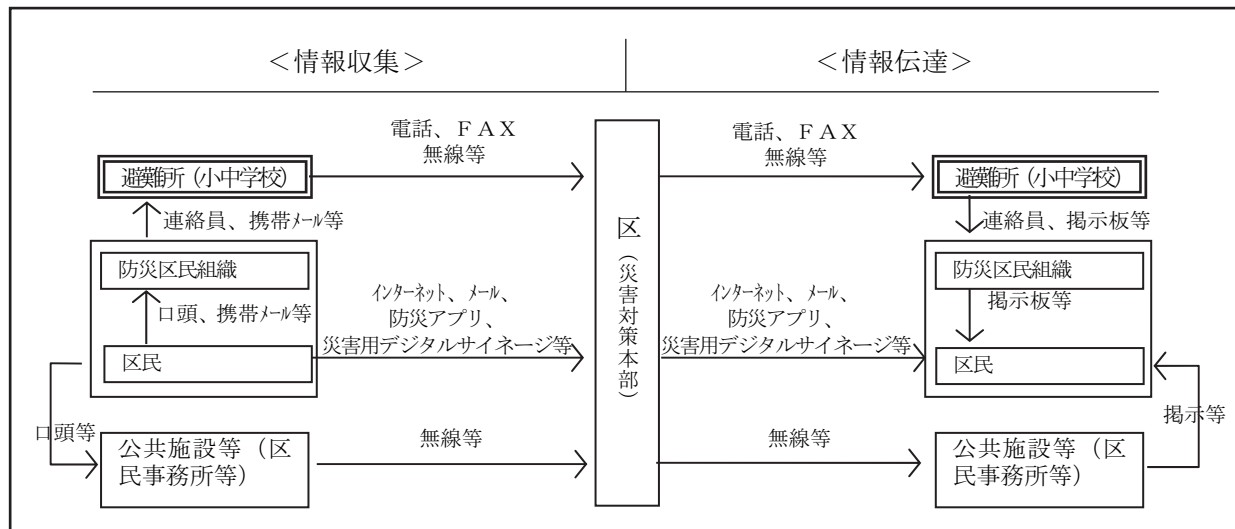 ＜情報収集＞
＜情報伝達＞
電話、ＦＡＸ
無線等
電話、ＦＡＸ
無線等
避難所（小中学校）
避難所（小中学校）
連絡員、携帯メール等
連絡員、掲示板等
区（災害対策本部）
防災区民組織
防災区民組織
口頭、携帯メール等
掲示板等
インターネット、メール、
防災アプリ、
災害用デジタルサイネージ等
インターネット、メール、
防災アプリ、
災害用デジタルサイネージ等
区民
区民
口頭等
掲示等
公共施設等（区
民事務所等）
無線等
無線等
公共施設等（区
民事務所等）